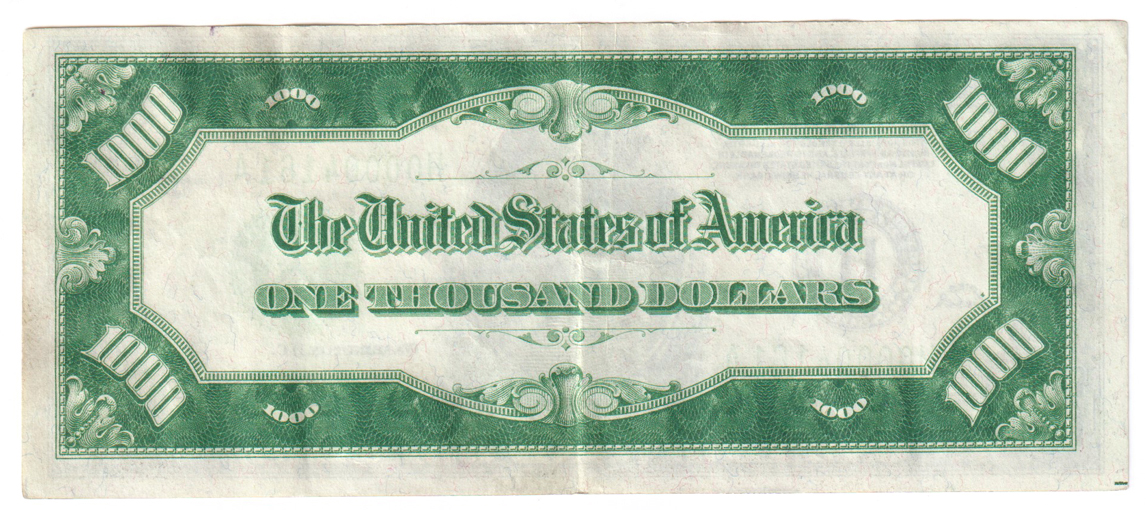 1000 1000 1000 1000
The United States of America
ONE THOUSAND DOLLARS
1000 1000 1000 1000